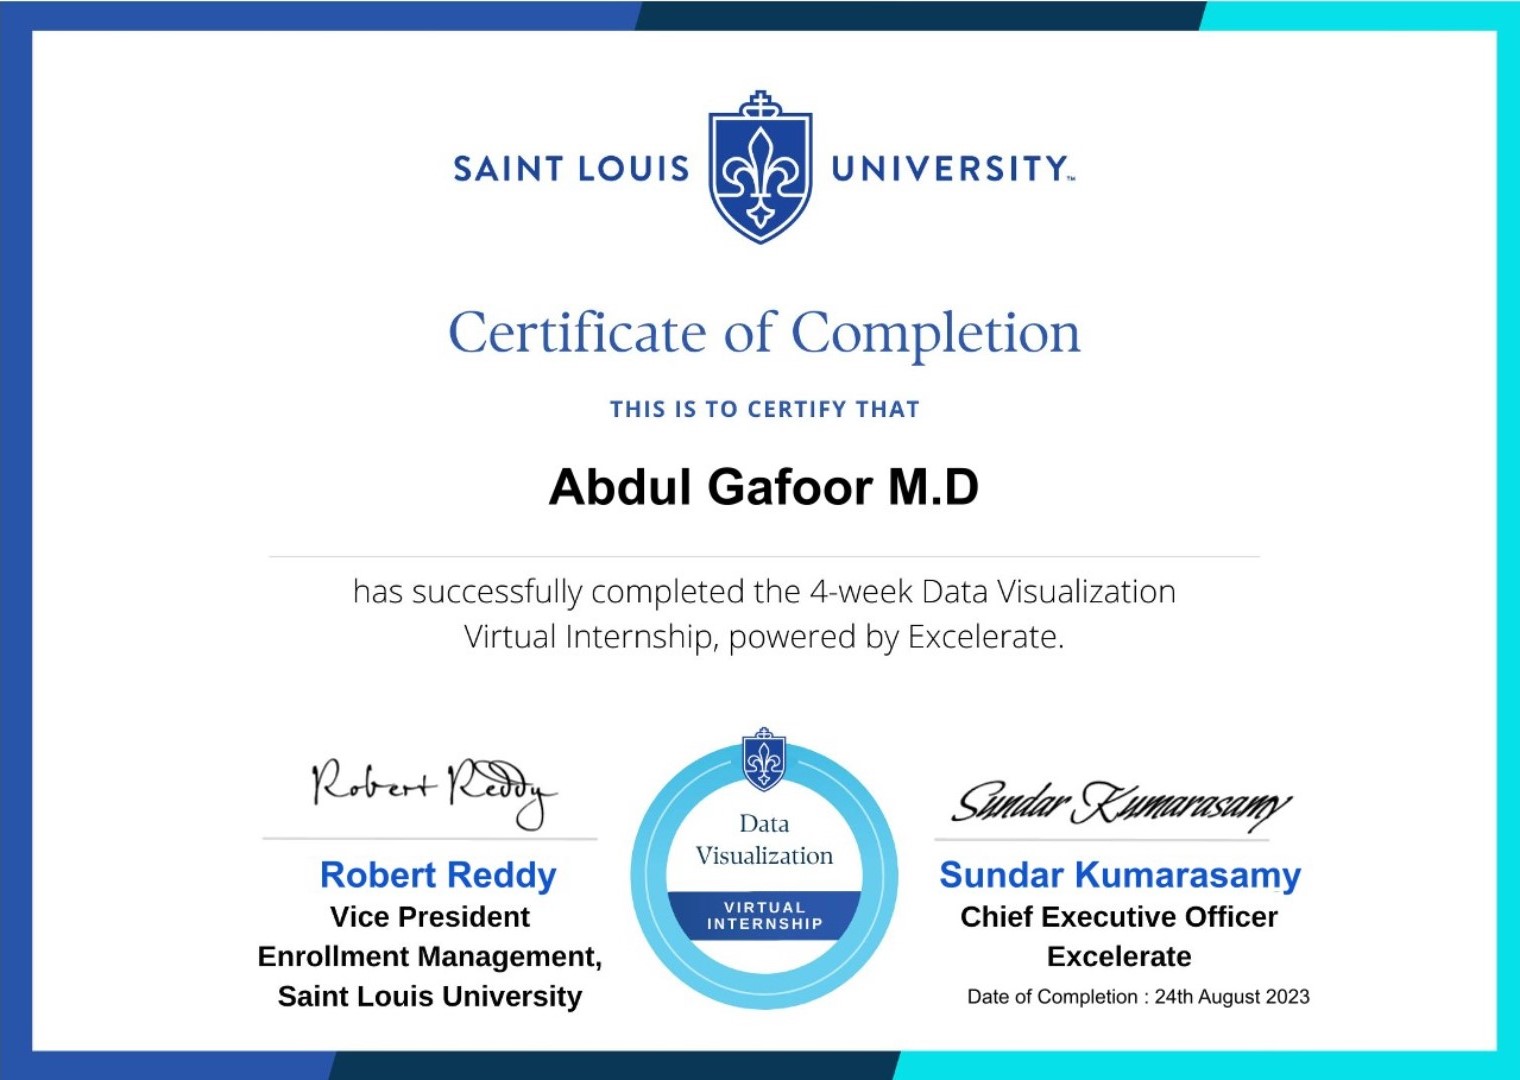 SAINT LOUIS UNIVERSITY™
Certificate of Completion
THIS IS TO CERTIFY THAT
Abdul Gafoor M.D
has successfully completed the 4-week Data Visualization
Virtual Internship, powered by Excelerate.
Robert Reddy
Robert Reddy
Vice President
Enrollment Management,
Saint Louis University
Data
Visualization
VIRTUAL
INTERNSHIP
Sundar Kumarasamy
Sundar Kumarasamy
Chief Executive Officer
Excelerate
Date of Completion : 24th August 2023